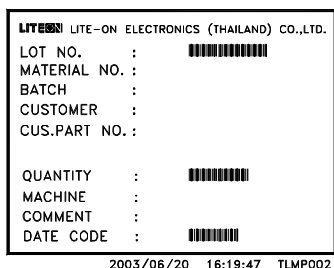 LITEON LITE-ON ELECTRONICS (THAILAND) CO.,LTD.
LOT NO. :
MATERIAL NO. :
BATCH :
CUSTOMER :
CUS.PART NO. :
QUANTITY :
MACHINE :
COMMENT :
DATE CODE :
2003/06/20 16:19:47 TLMP002